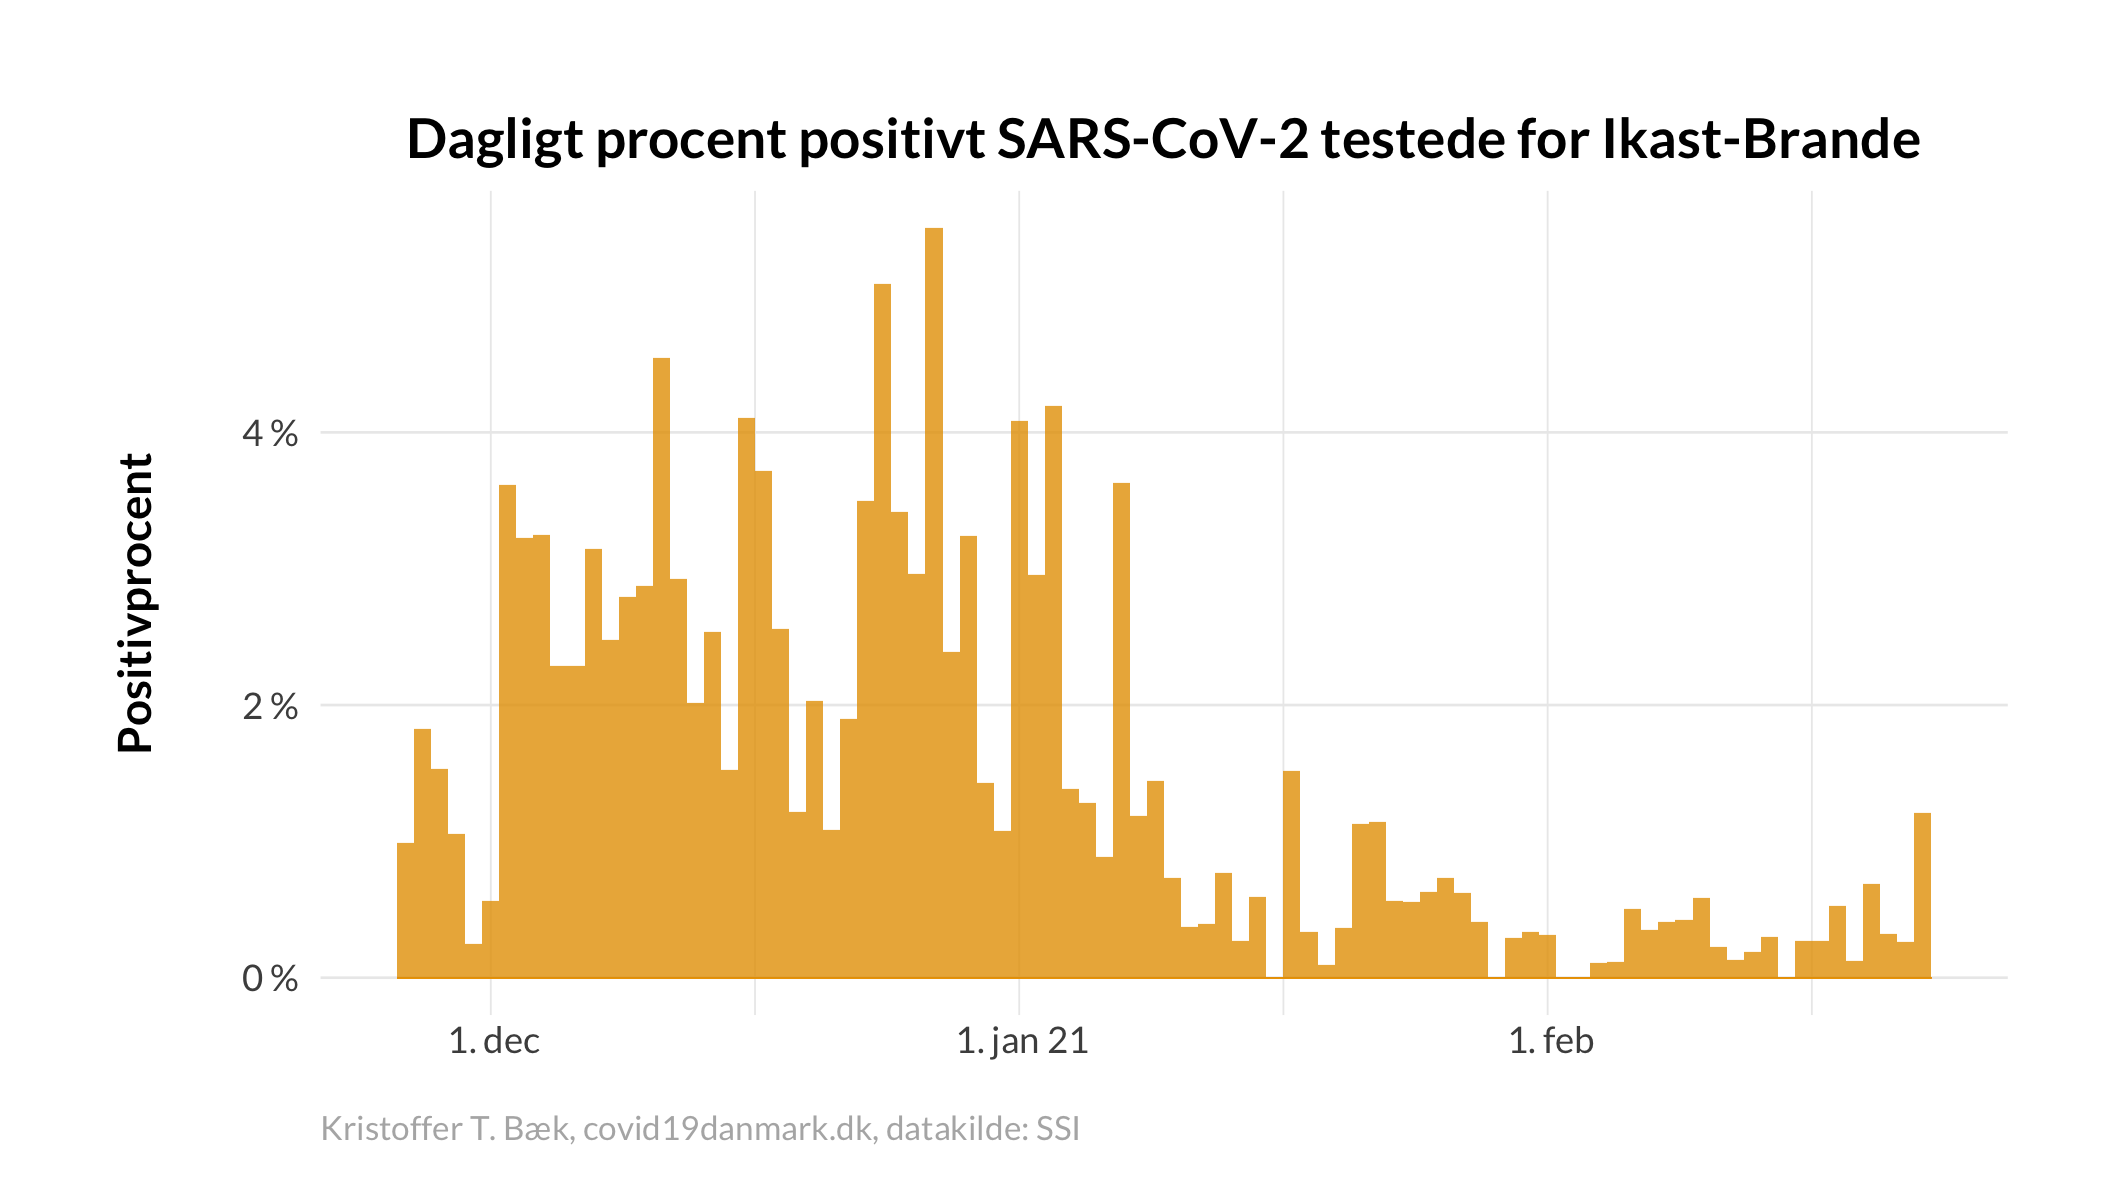 Dagligt procent positivt SARS-CoV-2 testede for Ikast-Brande
Positivprocent
4 %
2 %
0 %
1. dec
1. jan 21
1. feb
Kristoffer T. Bæk, covid19danmark.dk, datakilde: SSI